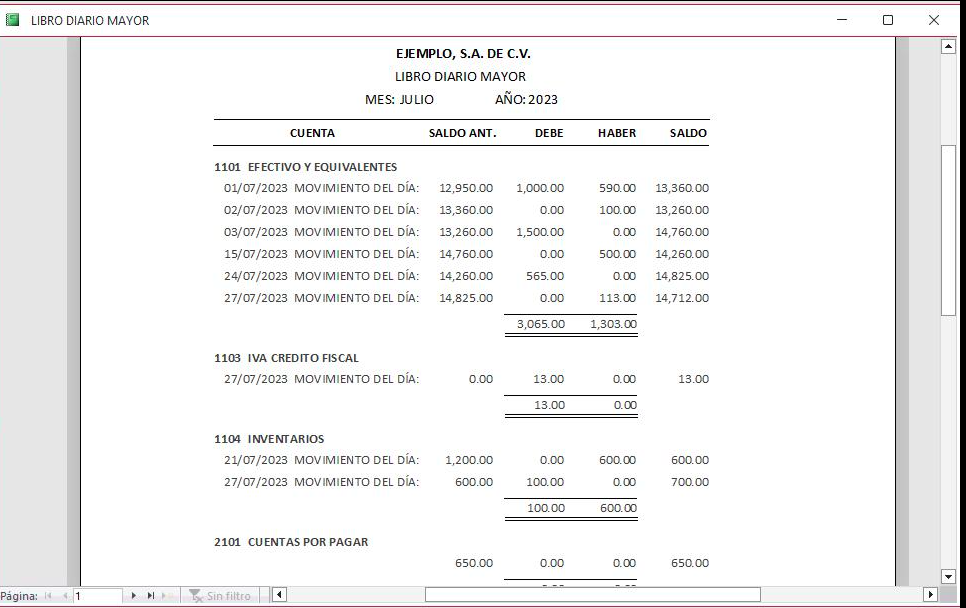 LIBRO DIARIO MAYOR
EJEMPLO, S.A. DE C.V.
LIBRO DIARIO MAYOR
MES: JULIO AÑO: 2023
CUENTA SALDO ANT. DEBE HABER SALDO
1101 EFECTIVO Y EQUIVALENTES
01/07/2023 MOVIMIENTO DEL DÍA: 12,950.00 1,000.00 590.00 13,360.00
02/07/2023 MOVIMIENTO DEL DÍA: 13,360.00 0.00 100.00 13,260.00
03/07/2023 MOVIMIENTO DEL DÍA: 13,260.00 1,500.00 0.00 14,760.00
15/07/2023 MOVIMIENTO DEL DÍA: 14,760.00 0.00 500.00 14,260.00
24/07/2023 MOVIMIENTO DEL DÍA: 14,260.00 565.00 0.00 14,825.00
27/07/2023 MOVIMIENTO DEL DÍA: 14,825.00 0.00 113.00 14,712.00
3,065.00 1,303.00
1103 IVA CREDITO FISCAL
27/07/2023 MOVIMIENTO DEL DÍA: 0.00 13.00 0.00 13.00
13.00 0.00
1104 INVENTARIOS
21/07/2023 MOVIMIENTO DEL DÍA: 1,200.00 0.00 600.00 600.00
27/07/2023 MOVIMIENTO DEL DÍA: 600.00 100.00 0.00 700.00
100.00 600.00
2101 CUENTAS POR PAGAR
650.00 0.00 0.00 650.00
Página: 1 Sin filtro